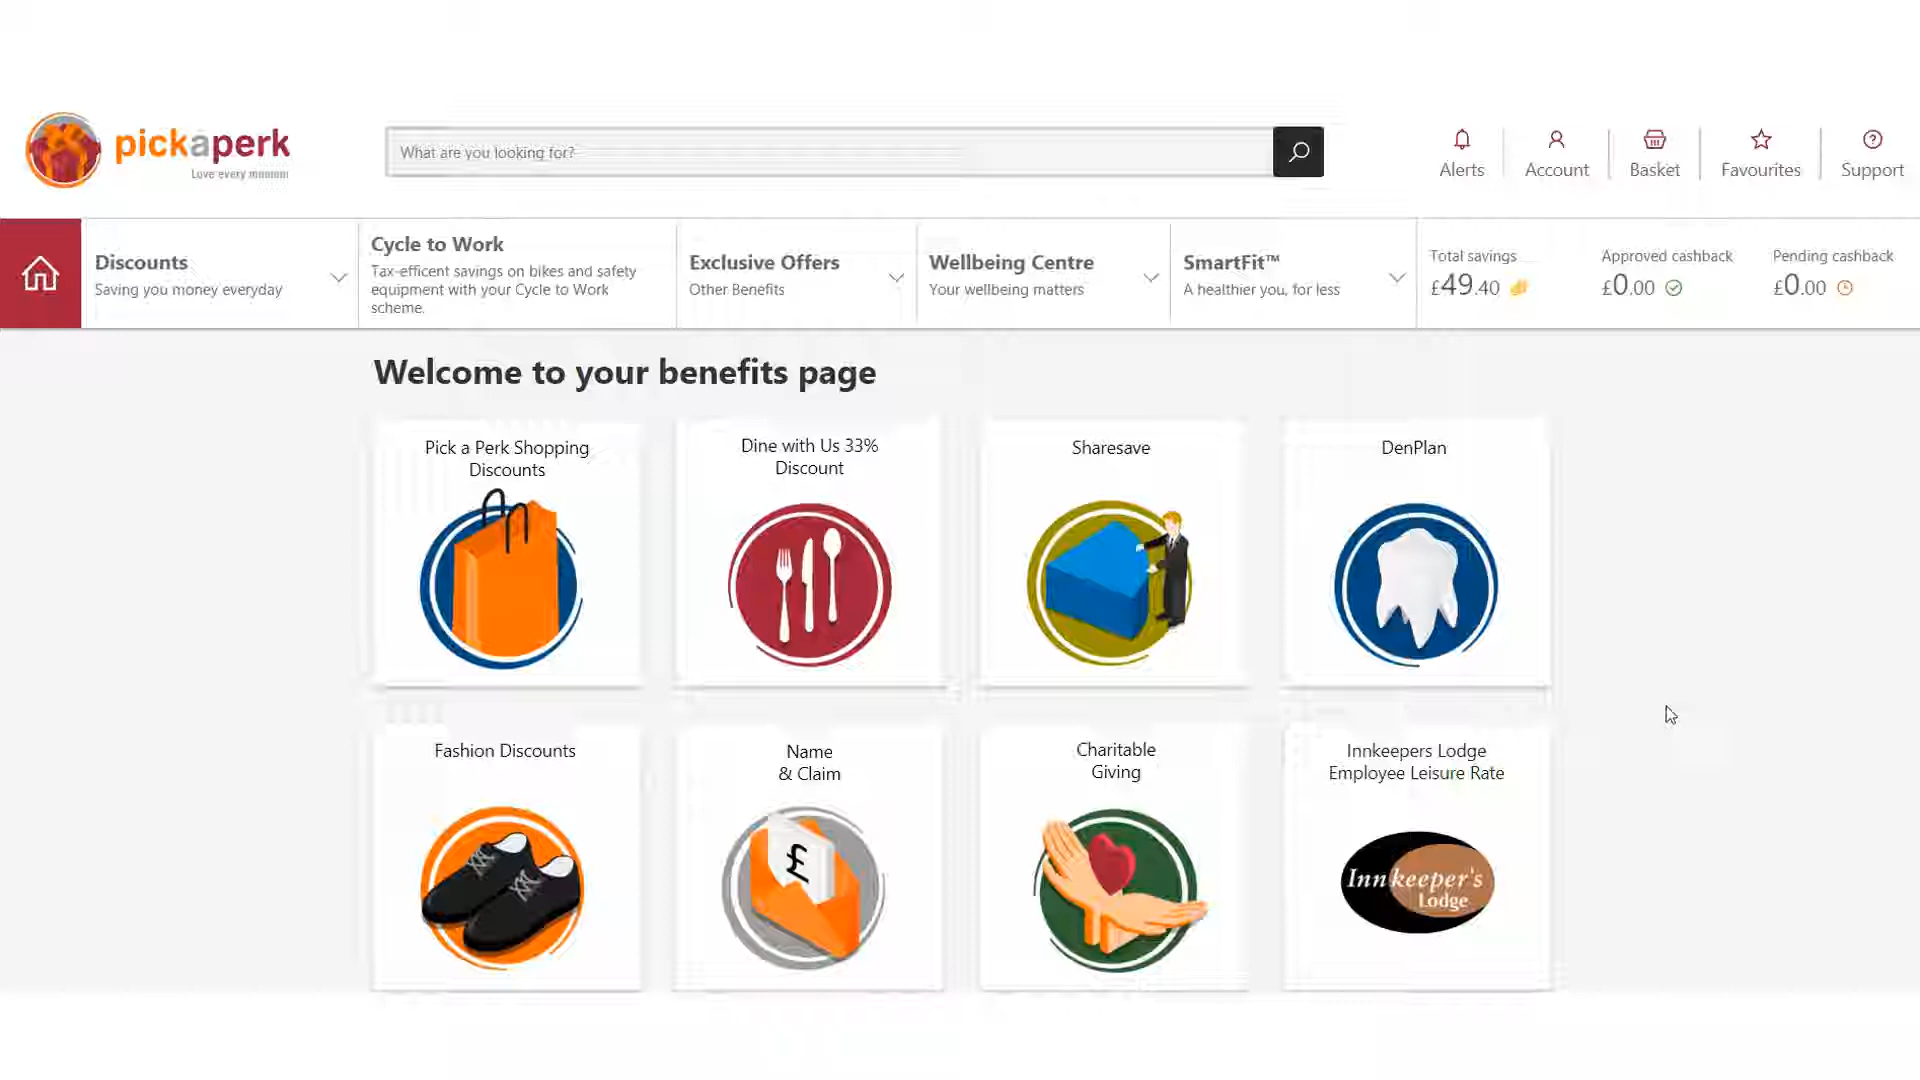 pickaperk
Love every moment
What are you looking for?
Alerts
Account
Basket
Favourites
Support
Discounts
Saving you money everyday
Cycle to Work
Tax-efficent savings on bikes and safety
equipment with your Cycle to Work
scheme.
Exclusive Offers
Other Benefits
Wellbeing Centre
Your wellbeing matters
SmartFit™
A healthier you, for less
Total savings
£49.40
Approved cashback
£0.00
Pending cashback
£0.00
Welcome to your benefits page
Pick a Perk Shopping
Discounts
Dine with Us 33%
Discount
Sharesave
DenPlan
Fashion Discounts
Name
& Claim
£
Charitable
Giving
Innkeepers Lodge
Employee Leisure Rate
Innkeeper's
Lodge